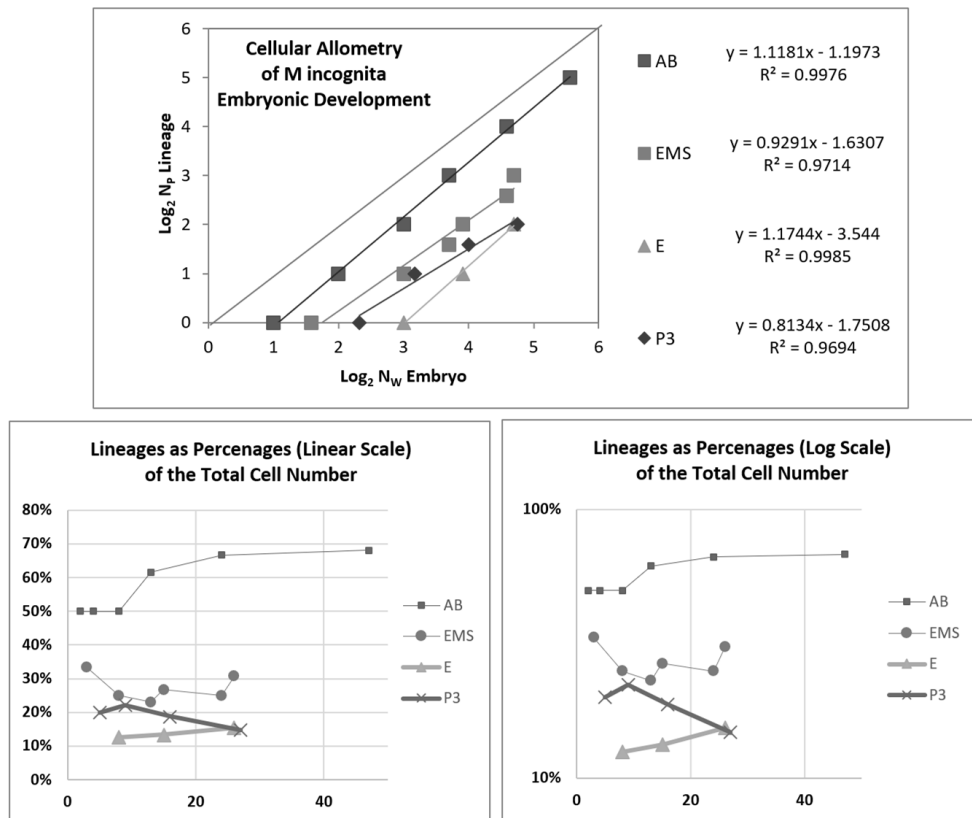 Cellular Allometry
of M incognita
Embryonic Development
6
5
4
3
2
1
0
Log₂ Nₚ Lineage
0 1 2 3 4 5 6
Log₂ N_W Embryo
AB y = 1.1181x - 1.1973
R² = 0.9976
EMS y = 0.9291x - 1.6307
R² = 0.9714
E y = 1.1744x - 3.544
R² = 0.9985
P3 y = 0.8134x - 1.7508
R² = 0.9694
Lineages as Percenages (Linear Scale)
of the Total Cell Number
80%
70%
60%
50%
40%
30%
20%
10%
0%
0 20 40
AB
EMS
E
P3
Lineages as Percenages (Log Scale)
of the Total Cell Number
100%
10%
0 20 40
AB
EMS
E
P3